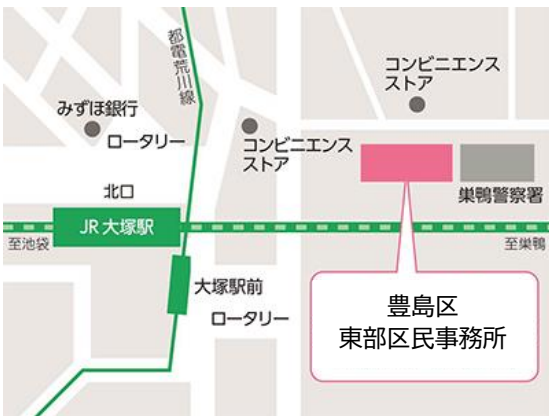 都電荒川線
コンビニエンス
ストア
みずほ銀行
ロータリー
コンビニエンス
ストア
北口
巣鴨警察署
JR大塚駅
至池袋
至巣鴨
大塚駅前
ロータリー
豊島区
東部区民事務所